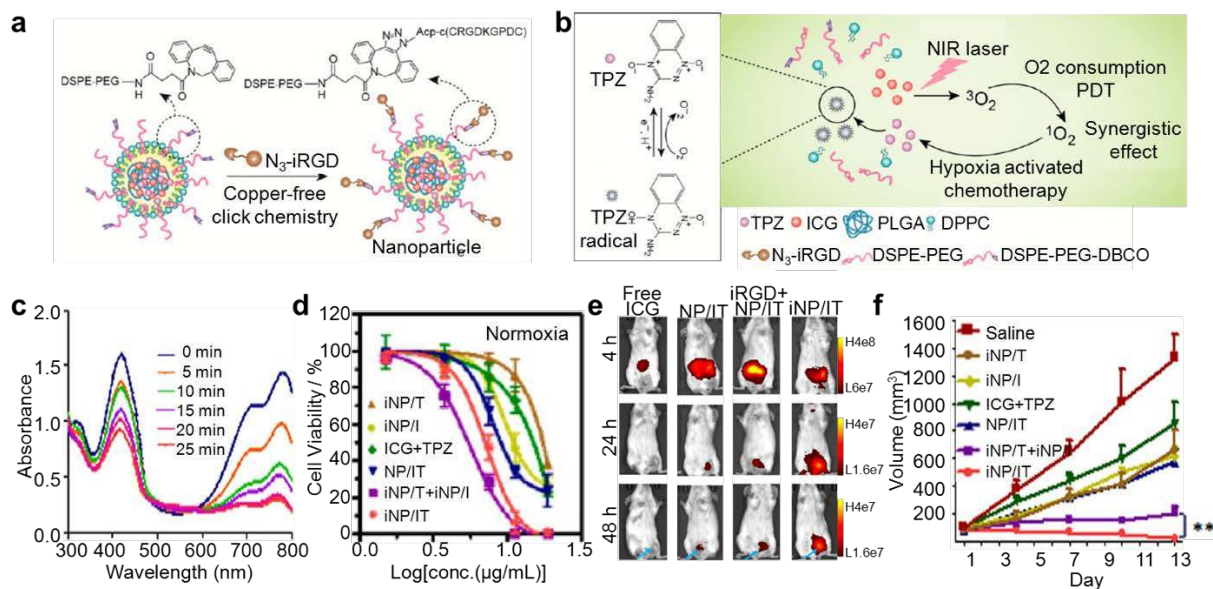 a
Acp-c(CRGDKGPDC)
DSPE-PEG
N
H
O
O
N
DSPE-PEG
N
H
O
O
N
N
N
N
N₃-iRGD
Copper-free
click chemistry
Nanoparticle
b
TPZ
NH₂
e⁻, H⁺
O₂
TPZ
radical
NH₂
NIR laser
O2 consumption
PDT
³O₂
¹O₂
Synergistic
effect
Hypoxia activated
chemotherapy
TPZ ICG PLGA DPPC
N₃-iRGD DSPE-PEG DSPE-PEG-DBCO
c
2.0
1.5
1.0
0.5
0.0
Absorbance
0 min
5 min
10 min
15 min
20 min
25 min
300 400 500 600 700 800
Wavelength (nm)
d
Normoxia
120
100
80
60
40
20
0
Cell Viability / %
iNP/T
iNP/I
ICG+TPZ
NP/IT
iNP/T+iNP/I
iNP/IT
0.0 0.5 1.0 1.5
Log[conc.(μg/mL)]
e
Free
ICG
NP/IT
iRGD+
NP/IT
iNP/IT
4 h
24 h
48 h
H4e8
L6e7
H4e7
L1.6e7
H4e7
L1.6e7
f
1600
1400
1200
1000
800
600
400
200
Volume (mm³)
Saline
iNP/T
iNP/I
ICG+TPZ
NP/IT
iNP/T+iNP/I
iNP/IT
**
1 3 5 7 9 11 13
Day